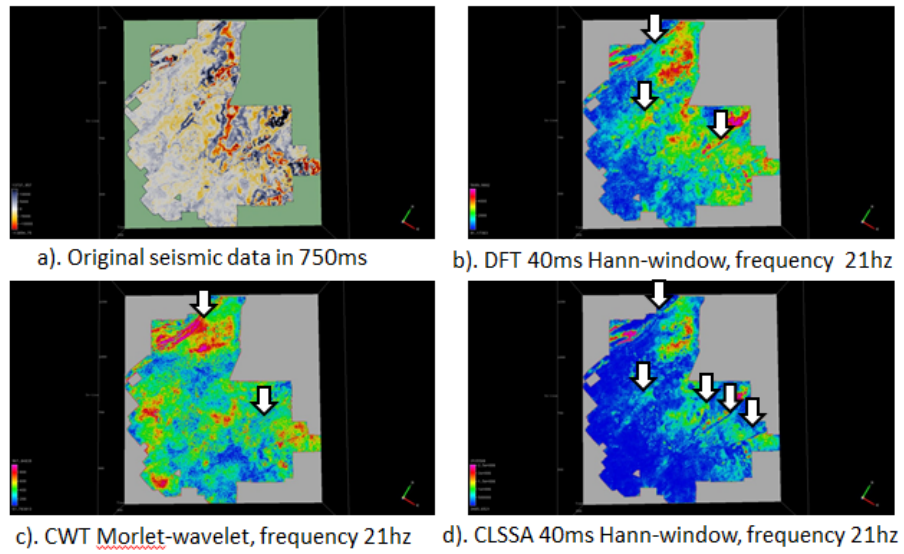 a). Original seismic data in 750ms
b). DFT 40ms Hann-window, frequency 21hz
c). CWT Morlet-wavelet, frequency 21hz
d). CLSSA 40ms Hann-window, frequency 21hz